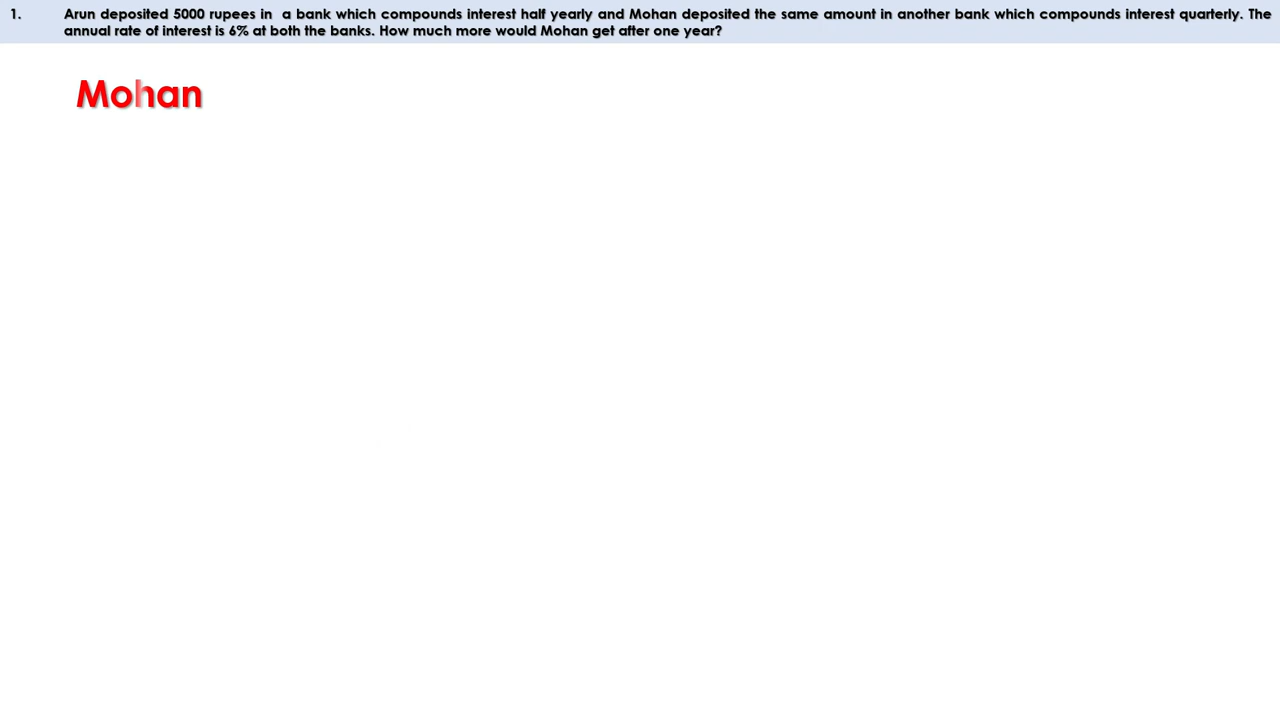 1. Arun deposited 5000 rupees in a bank which compounds interest half yearly and Mohan deposited the same amount in another bank which compounds interest quarterly. The
annual rate of interest is 6% at both the banks. How much more would Mohan get after one year?
Mohan